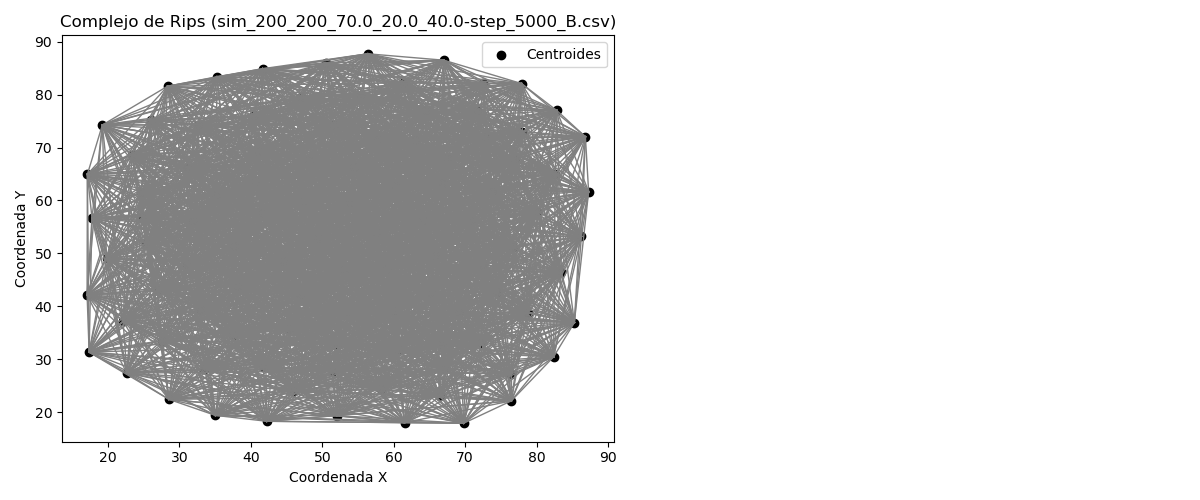 Complejo de Rips (sim_200_200_70.0_20.0_40.0-step_5000_B.csv)
90
80
70
60
50
40
30
20
Coordenada Y
Centroides
20 30 40 50 60 70 80 90
Coordenada X